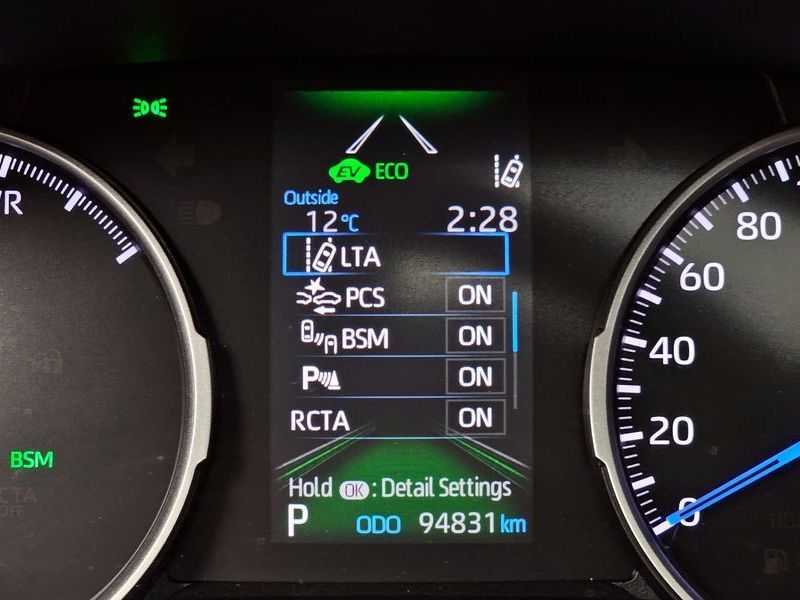 EV ECO
Outside
12°C 2:28
LTA
PCS ON
BSM ON
P ON
RCTA ON
Hold OK : Detail Settings
P ODO 94831 km
BSM
RCTA
OFF
80
60
40
20
0